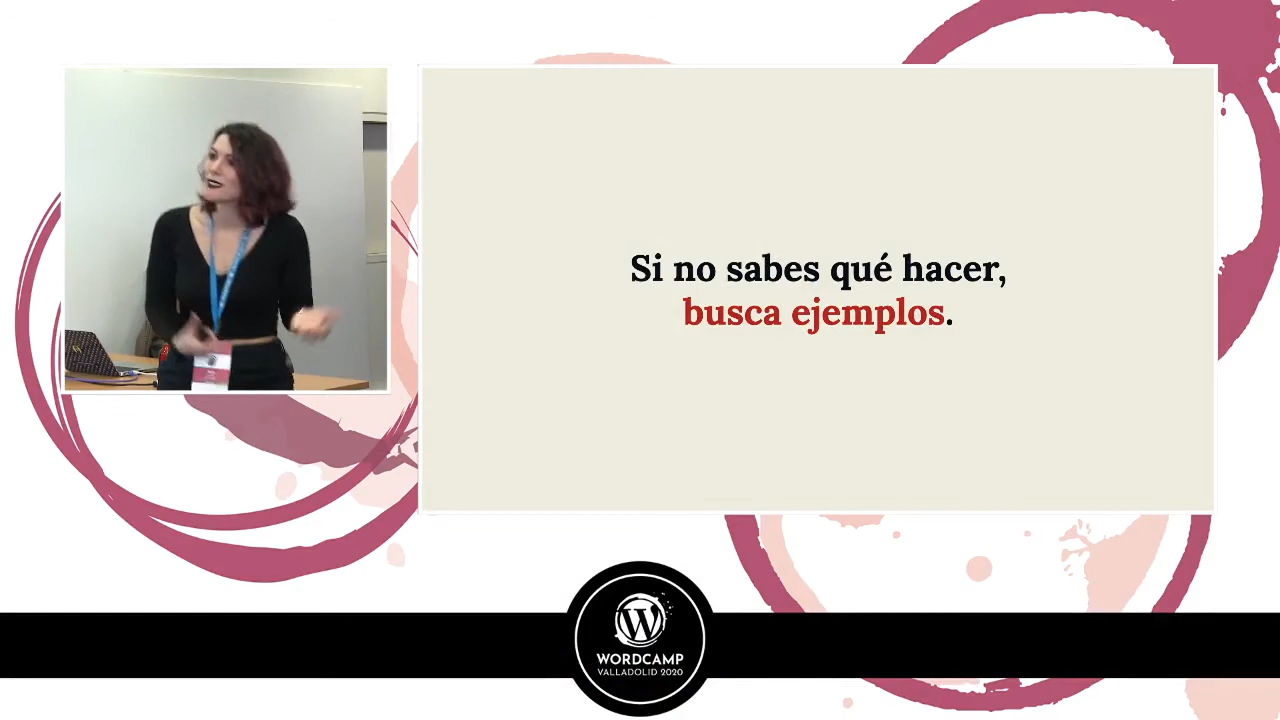 Si no sabes qué hacer,
busca ejemplos.
WORDCAMP
VALLADOLID 2020